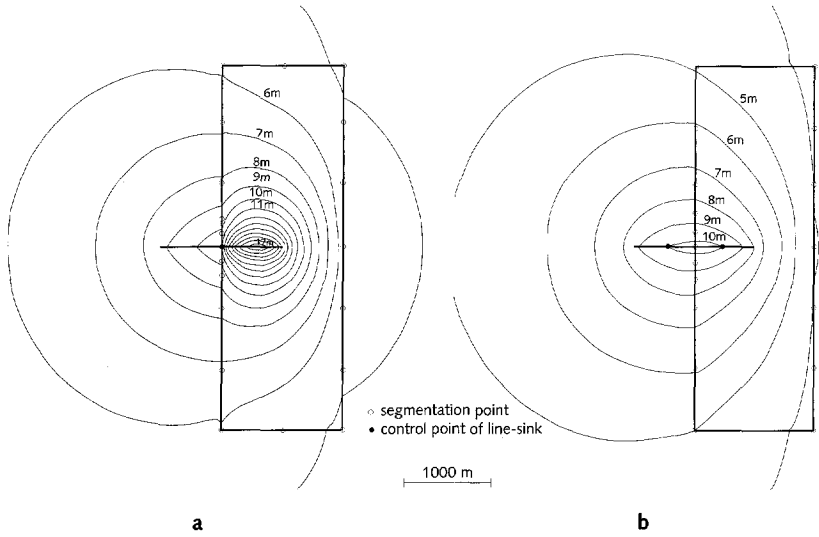 6m
7m
8m
9m
10m
11m
5m
6m
7m
8m
9m
10m
○ segmentation point
● control point of line-sink
1000 m
a
b